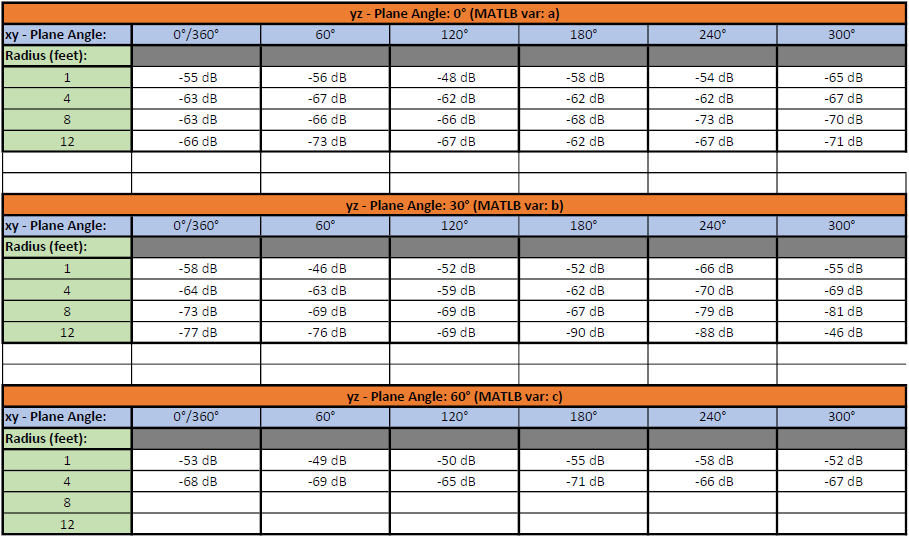 yz - Plane Angle: 0° (MATLB var: a)
xy - Plane Angle: 0°/360° 60° 120° 180° 240° 300°
Radius (feet):
1 -55 dB -56 dB -48 dB -58 dB -54 dB -65 dB
4 -63 dB -67 dB -62 dB -62 dB -62 dB -67 dB
8 -63 dB -66 dB -66 dB -68 dB -73 dB -70 dB
12 -66 dB -73 dB -67 dB -62 dB -67 dB -71 dB
yz - Plane Angle: 30° (MATLB var: b)
xy - Plane Angle: 0°/360° 60° 120° 180° 240° 300°
Radius (feet):
1 -58 dB -46 dB -52 dB -52 dB -66 dB -55 dB
4 -64 dB -63 dB -59 dB -62 dB -70 dB -69 dB
8 -73 dB -69 dB -69 dB -67 dB -79 dB -81 dB
12 -77 dB -76 dB -69 dB -90 dB -88 dB -46 dB
yz - Plane Angle: 60° (MATLB var: c)
xy - Plane Angle: 0°/360° 60° 120° 180° 240° 300°
Radius (feet):
1 -53 dB -49 dB -50 dB -55 dB -58 dB -52 dB
4 -68 dB -69 dB -65 dB -71 dB -66 dB -67 dB
8
12